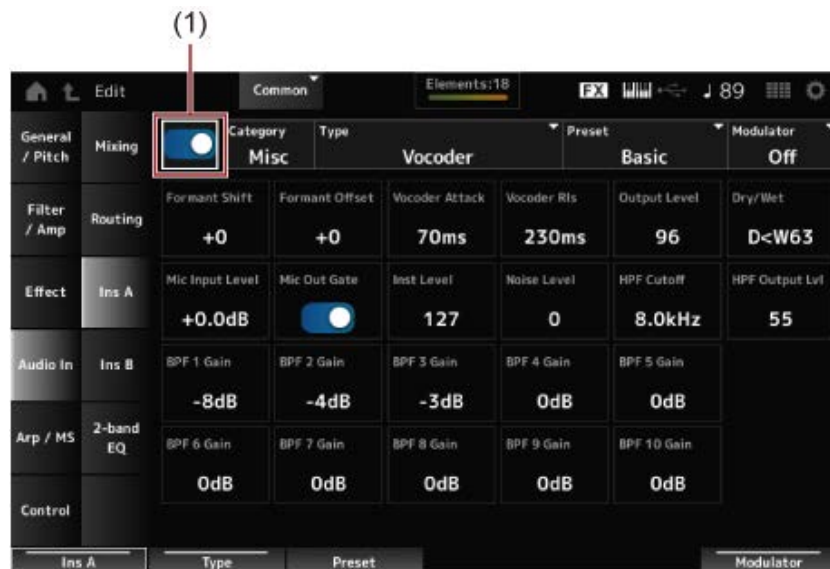 (1)
Edit
Common
Elements:18
FX
89
General / Pitch
Mixing
Category
Misc
Type
Vocoder
Preset
Basic
Modulator
Off
Filter / Amp
Routing
Formant Shift
+0
Formant Offset
+0
Vocoder Attack
70ms
Vocoder Rls
230ms
Output Level
96
Dry/Wet
D<W63
Effect
Ins A
Mic Input Level
+0.0dB
Mic Out Gate
Inst Level
127
Noise Level
0
HPF Cutoff
8.0kHz
HPF Output Lvl
55
Audio In
Ins B
BPF 1 Gain
-8dB
BPF 2 Gain
-4dB
BPF 3 Gain
-3dB
BPF 4 Gain
0dB
BPF 5 Gain
0dB
Arp / MS
2-band EQ
BPF 6 Gain
0dB
BPF 7 Gain
0dB
BPF 8 Gain
0dB
BPF 9 Gain
0dB
BPF 10 Gain
0dB
Control
Ins A
Type
Preset
Modulator